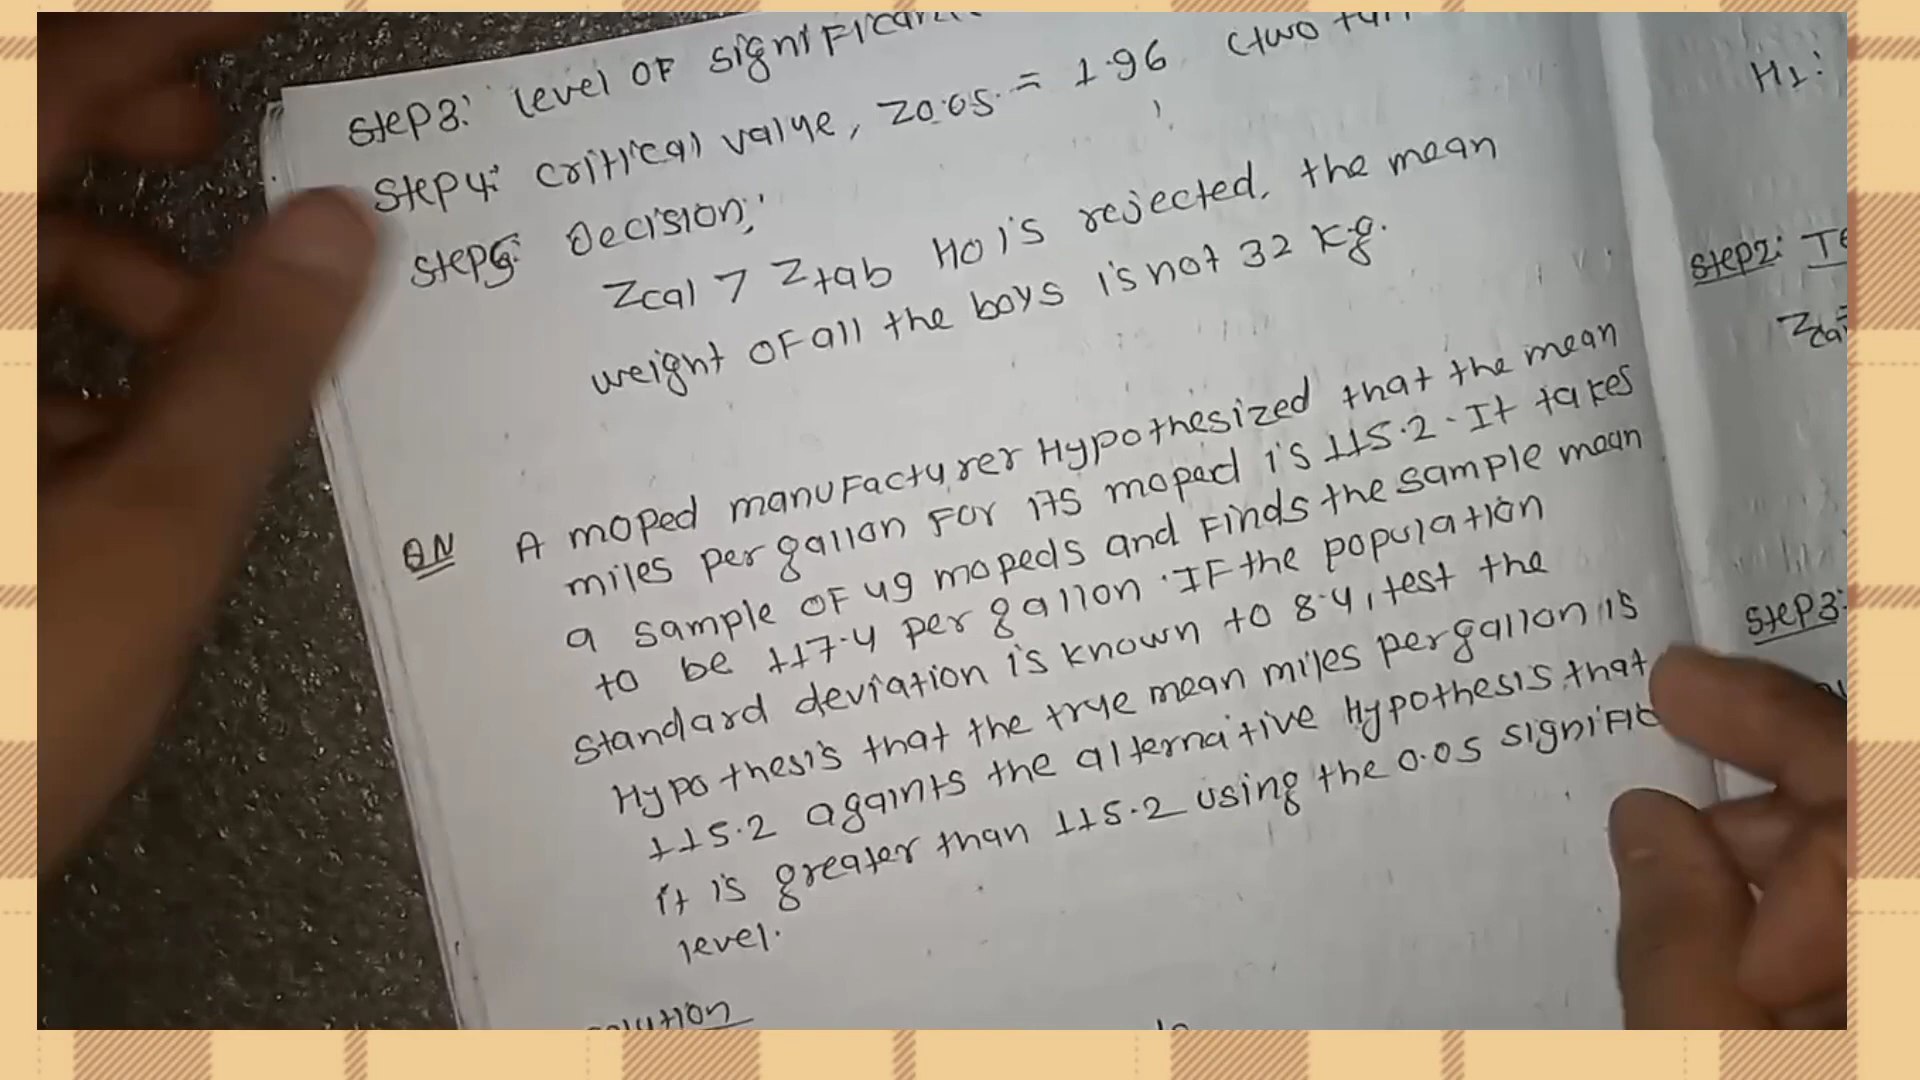 Step3: level of
Step4: critical value, Z0.05 = 1.96 (two
Step5: Decision;
Zcal > Ztab H0 is rejected. the mean
weight of all the boys is not 32 kg.
QN A moped manufacturer Hypothesized that the mean
miles per gallon for its moped is 115.2. It takes
a sample of 49 mopeds and finds the sample mean
to be 117.4 per gallon. If the population
standard deviation is known to 8.4, test the
Hypothesis that the true mean miles per gallon is
115.2 againts the alternative Hypothesis that
it is greater than 115.2 using the 0.05
level.
H1:
Step2:
Step3: